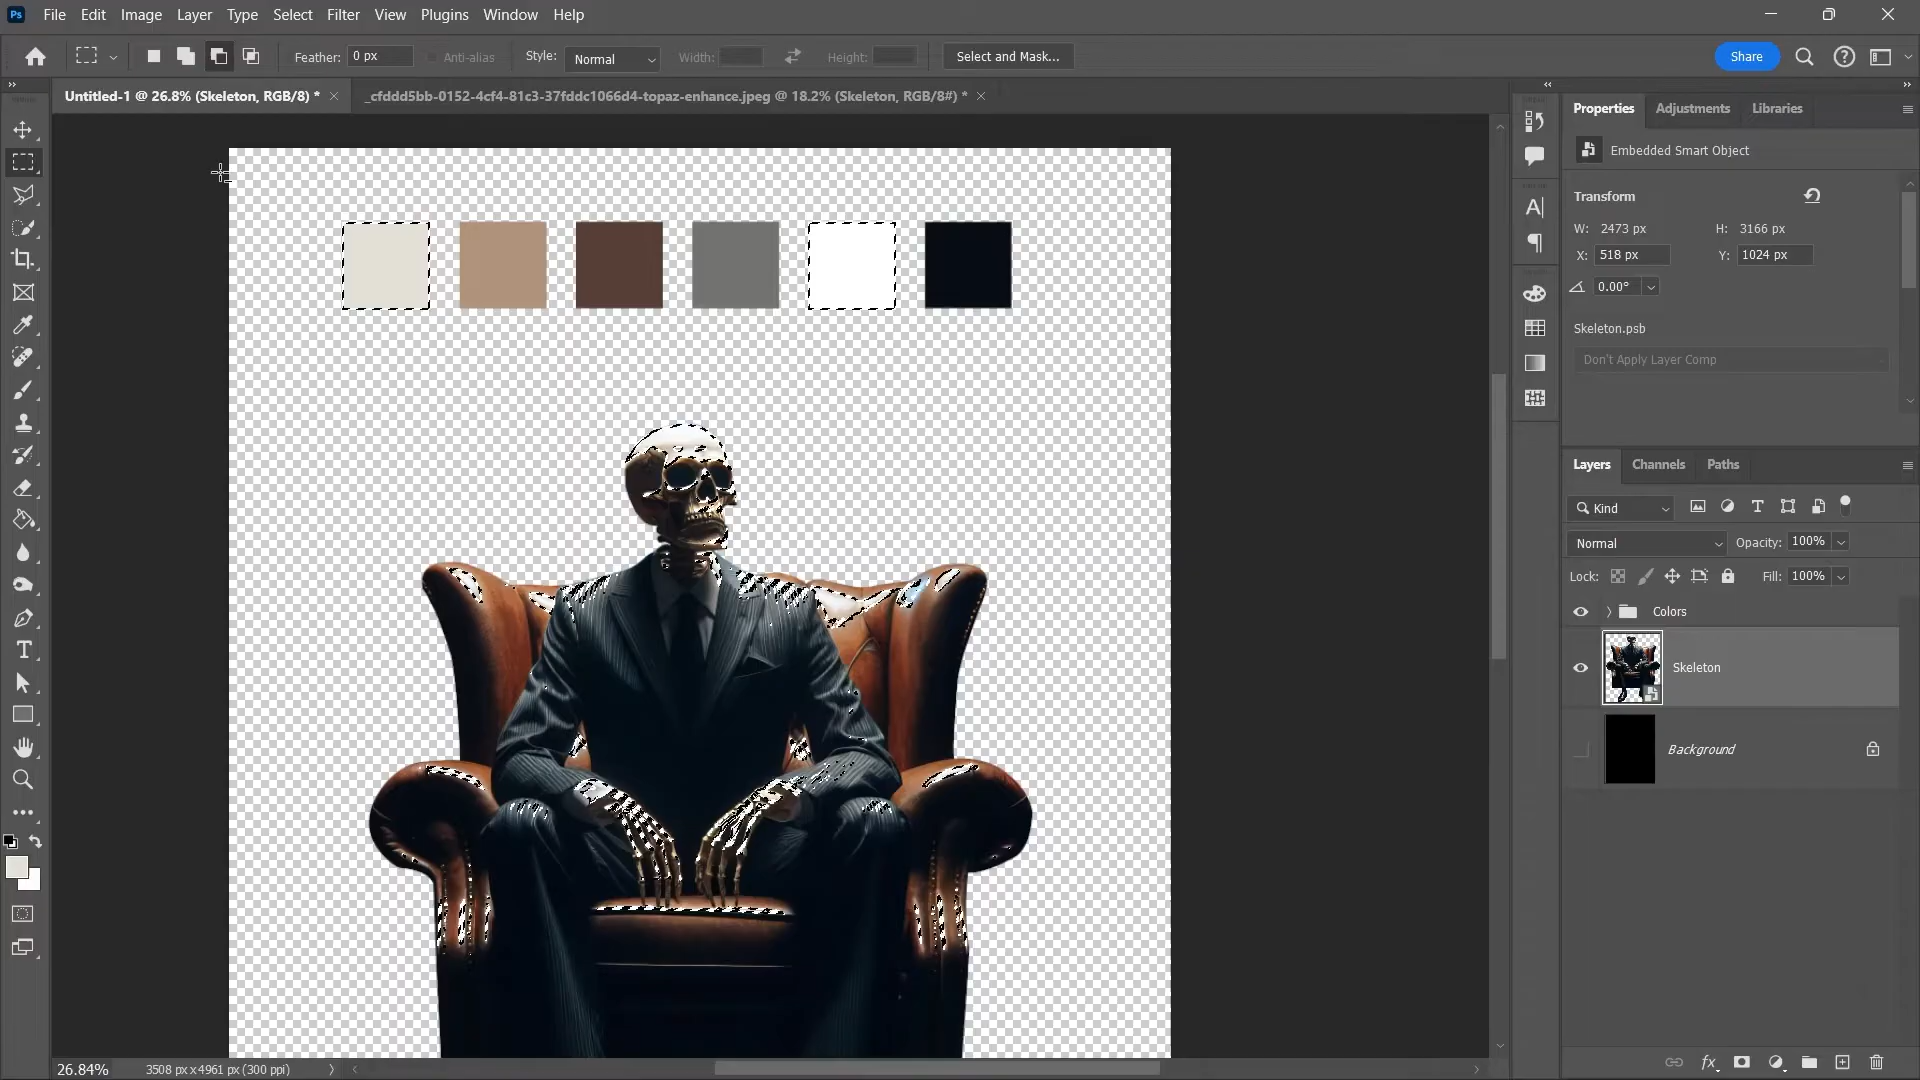 Ps File Edit Image Layer Type Select Filter View Plugins Window Help
Feather: 0 px Anti-alias Style: Normal Width: Height: Select and Mask... Share
Untitled-1 @ 26.8% (Skeleton, RGB/8) * _cfddd5bb-0152-4cf4-81c3-37fddc1066d4-topaz-enhance.jpeg @ 18.2% (Skeleton, RGB/8#) *
Properties Adjustments Libraries
Embedded Smart Object
Transform
W: 2473 px H: 3166 px
X: 518 px Y: 1024 px
0.00°
Skeleton.psb
Don't Apply Layer Comp
Layers Channels Paths
Kind
Normal Opacity: 100%
Lock: Fill: 100%
Colors
Skeleton
Background
26.84% 3508 px x 4961 px (300 ppi)